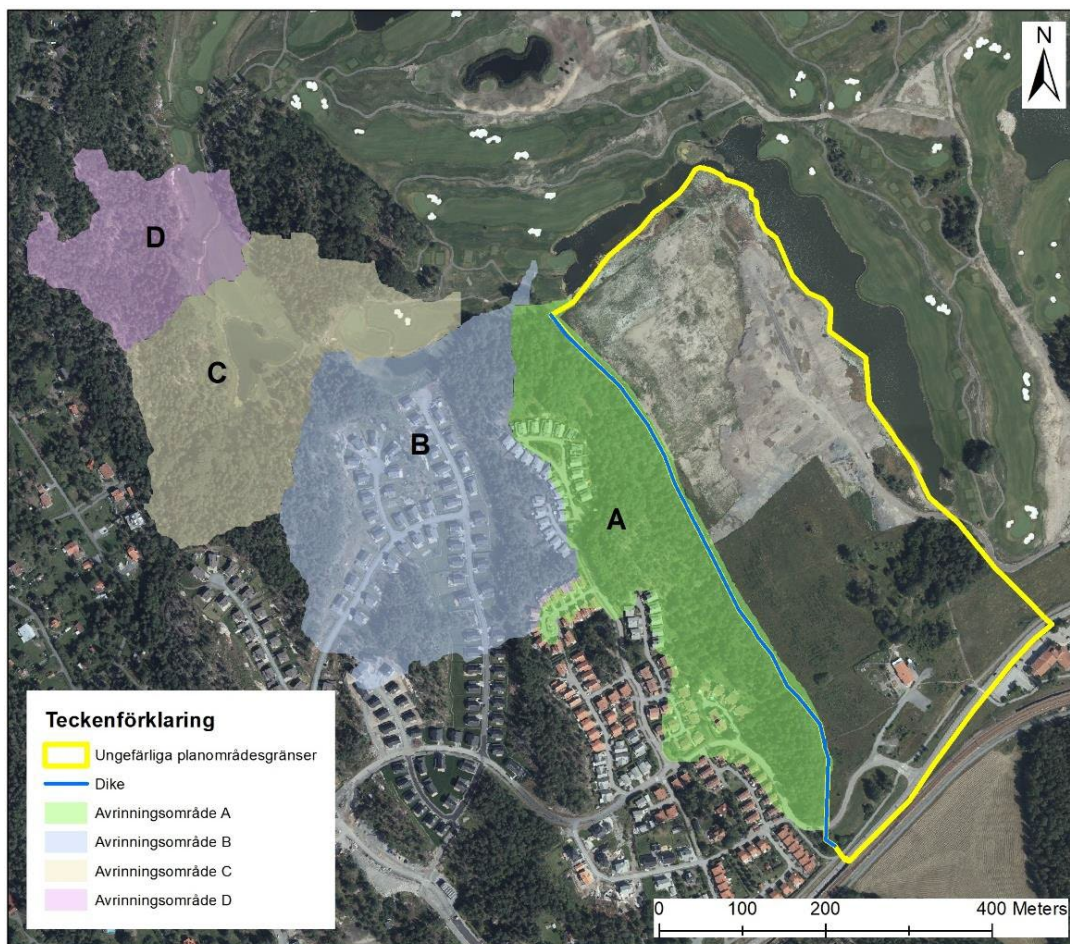 N
D
C
B
A
Teckenförklaring
Ungefärliga planområdesgränser
Dike
Avrinningsområde A
Avrinningsområde B
Avrinningsområde C
Avrinningsområde D
0 100 200 400 Meters